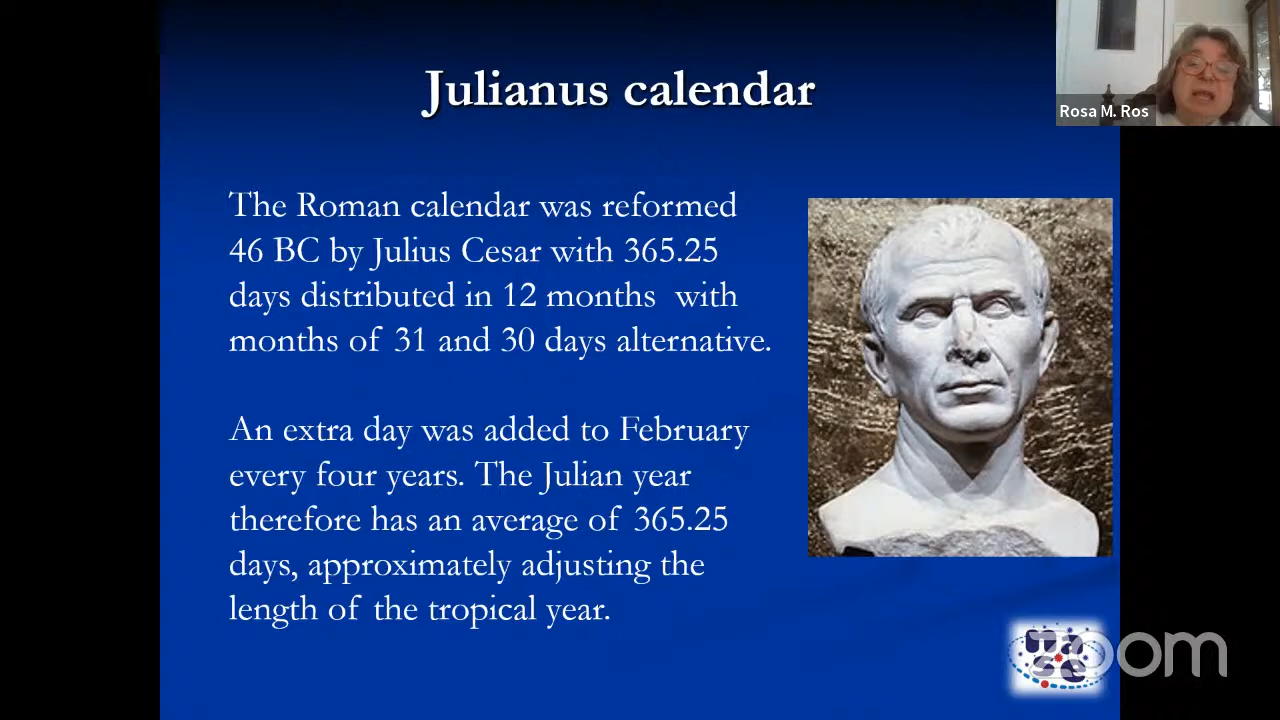 Julianus calendar
Rosa M. Ros
The Roman calendar was reformed
46 BC by Julius Cesar with 365.25
days distributed in 12 months with
months of 31 and 30 days alternative.
An extra day was added to February
every four years. The Julian year
therefore has an average of 365.25
days, approximately adjusting the
length of the tropical year.
zoom